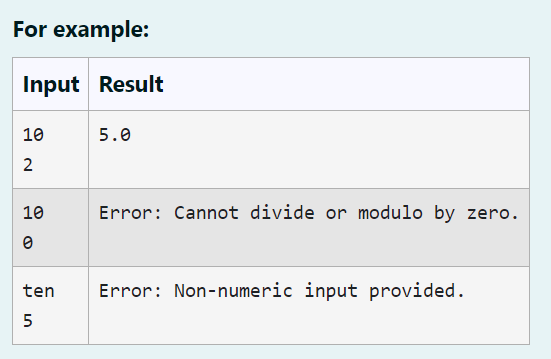 For example:
Input Result
10 5.0
2
10 Error: Cannot divide or modulo by zero.
0
ten Error: Non-numeric input provided.
5